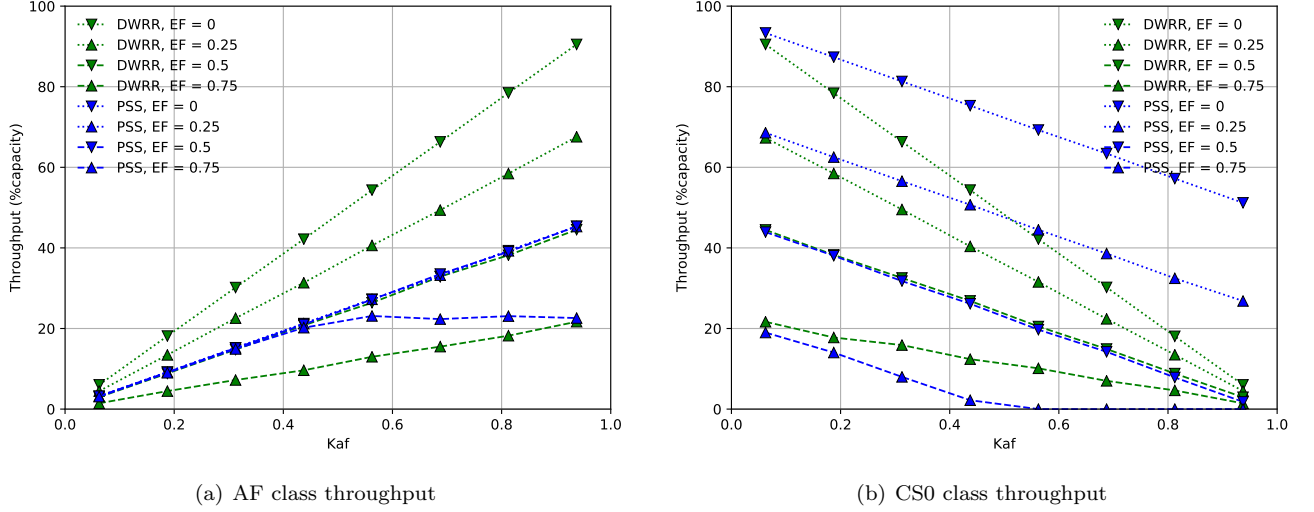 100
80
60
40
20
0
Throughput (%capacity)
DWRR, EF = 0
DWRR, EF = 0.25
DWRR, EF = 0.5
DWRR, EF = 0.75
PSS, EF = 0
PSS, EF = 0.25
PSS, EF = 0.5
PSS, EF = 0.75
0.0 0.2 0.4 0.6 0.8 1.0
Kaf
(a) AF class throughput
100
80
60
40
20
0
Throughput (%capacity)
DWRR, EF = 0
DWRR, EF = 0.25
DWRR, EF = 0.5
DWRR, EF = 0.75
PSS, EF = 0
PSS, EF = 0.25
PSS, EF = 0.5
PSS, EF = 0.75
0.0 0.2 0.4 0.6 0.8 1.0
Kaf
(b) CS0 class throughput